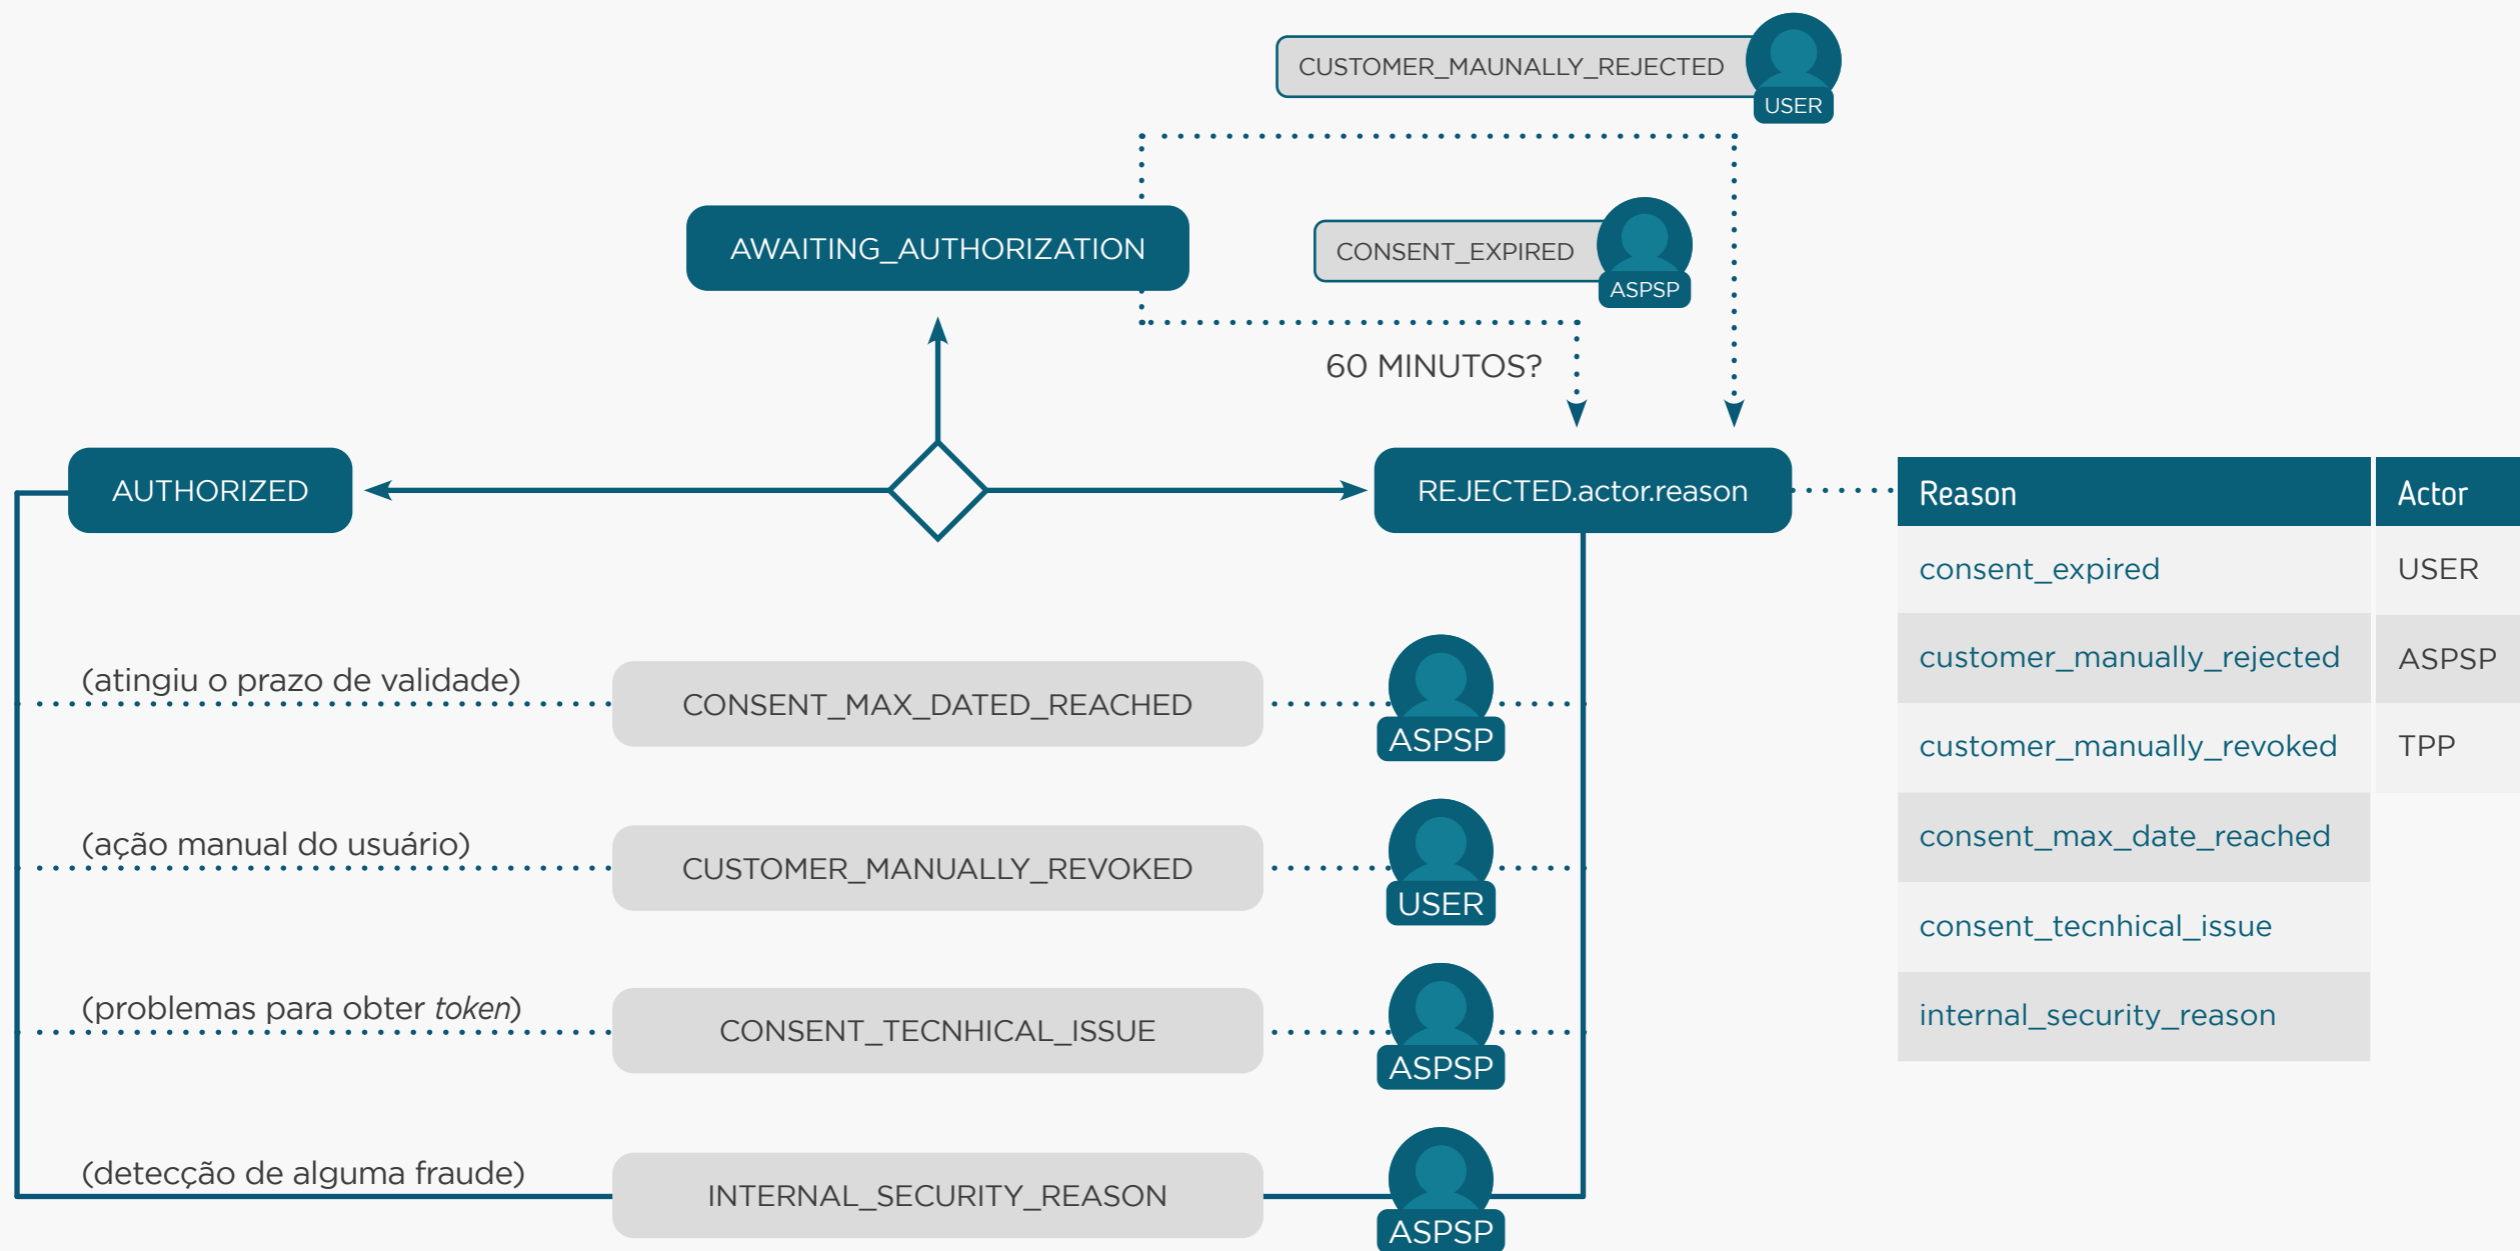 CUSTOMER_MAUNALLY_REJECTED
USER
AWAITING_AUTHORIZATION
CONSENT_EXPIRED
ASPSP
60 MINUTOS?
AUTHORIZED
REJECTED.actor.reason
Reason
Actor
consent_expired
USER
customer_manually_rejected
ASPSP
customer_manually_revoked
TPP
consent_max_date_reached
consent_tecnhical_issue
internal_security_reason
(atingiu o prazo de validade)
CONSENT_MAX_DATED_REACHED
ASPSP
(ação manual do usuário)
CUSTOMER_MANUALLY_REVOKED
USER
(problemas para obter token)
CONSENT_TECNHICAL_ISSUE
ASPSP
(detecção de alguma fraude)
INTERNAL_SECURITY_REASON
ASPSP